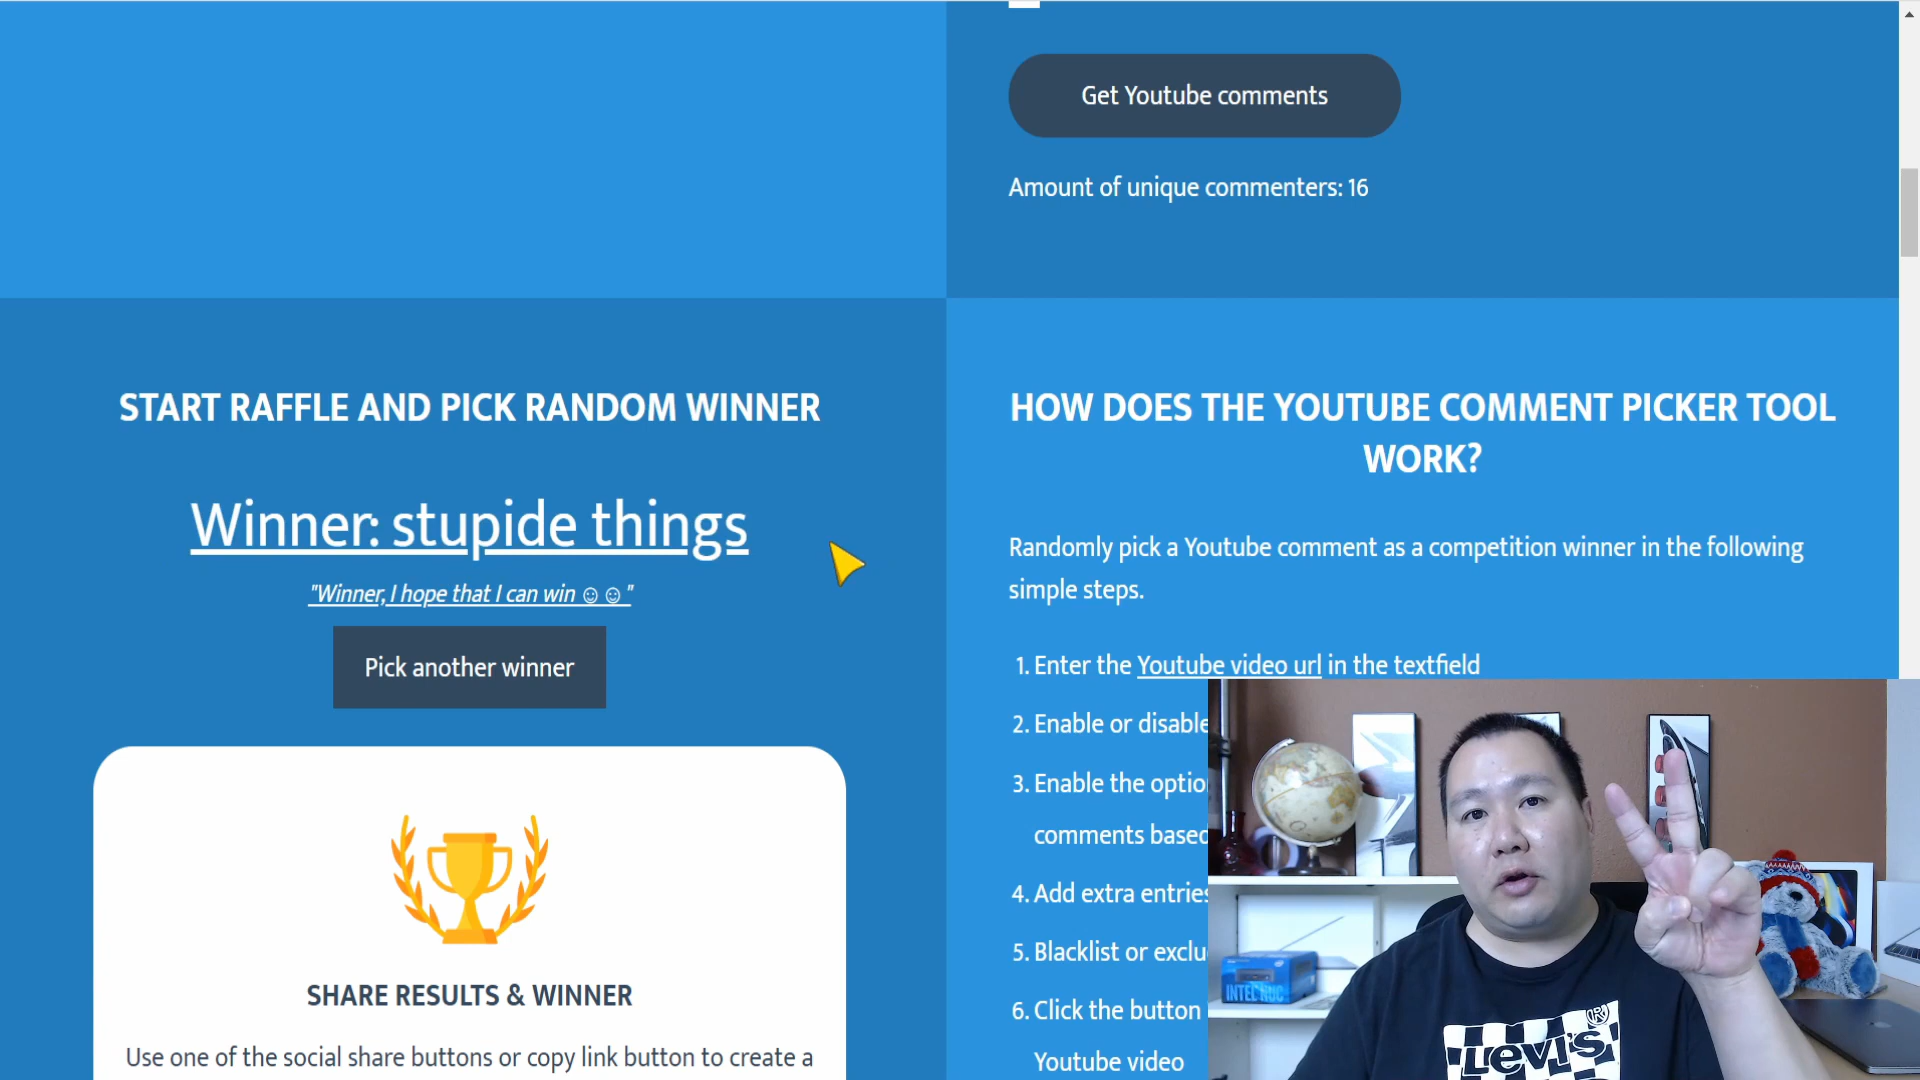 Get Youtube comments
Amount of unique commenters: 16
START RAFFLE AND PICK RANDOM WINNER
Winner: stupide things
"Winner, I hope that I can win ☺☺"
Pick another winner
SHARE RESULTS & WINNER
Use one of the social share buttons or copy link button to create a
HOW DOES THE YOUTUBE COMMENT PICKER TOOL
WORK?
Randomly pick a Youtube comment as a competition winner in the following
simple steps.
1. Enter the Youtube video url in the textfield
2. Enable or disable
3. Enable the optio
comments based
4. Add extra entries
5. Blacklist or exclu
6. Click the button
Youtube video
INTEL NUC
Levi's
®